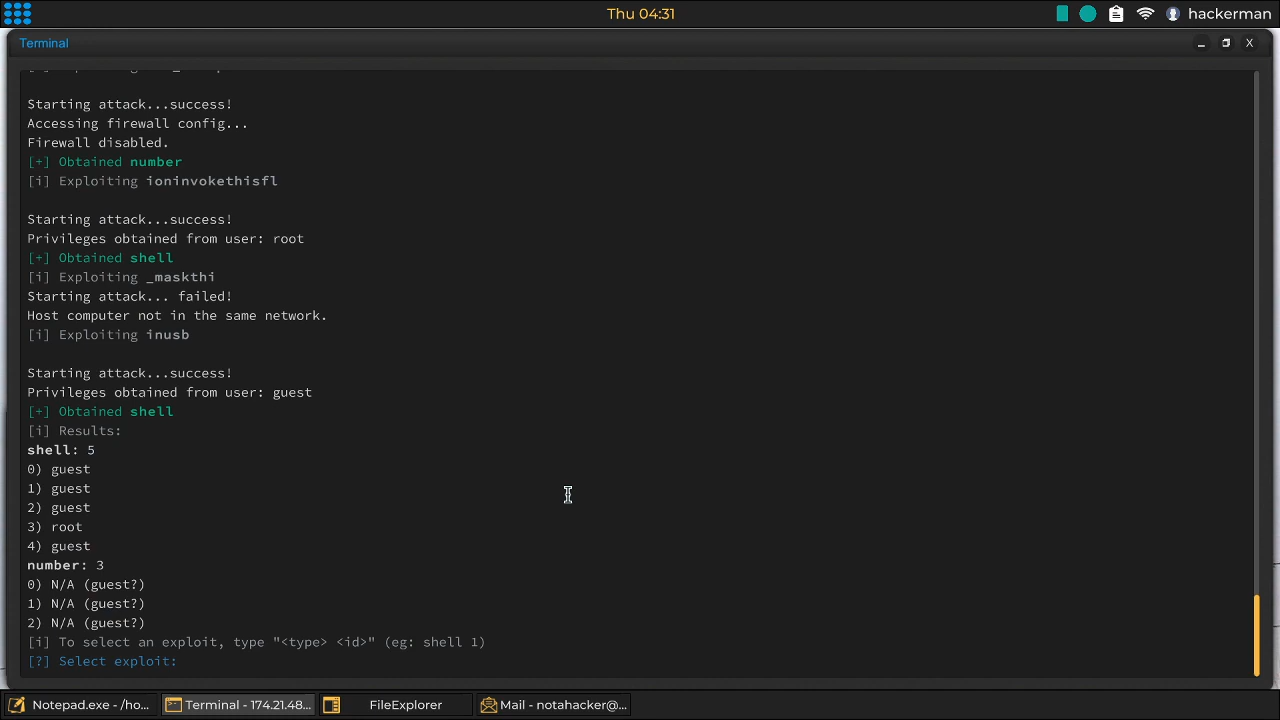 Thu 04:31
hackerman
Terminal
X
Starting attack...success!
Accessing firewall config...
Firewall disabled.
[+] Obtained number
[i] Exploiting ioninvokethisfl
Starting attack...success!
Privileges obtained from user: root
[+] Obtained shell
[i] Exploiting _maskthi
Starting attack... failed!
Host computer not in the same network.
[i] Exploiting inusb
Starting attack...success!
Privileges obtained from user: guest
[+] Obtained shell
[i] Results:
shell: 5
0) guest
1) guest
2) guest
3) root
4) guest
number: 3
0) N/A (guest?)
1) N/A (guest?)
2) N/A (guest?)
[i] To select an exploit, type "<type> <id>" (eg: shell 1)
[?] Select exploit:
Notepad.exe - /ho...
Terminal - 174.21.48...
FileExplorer
Mail - notahacker@...